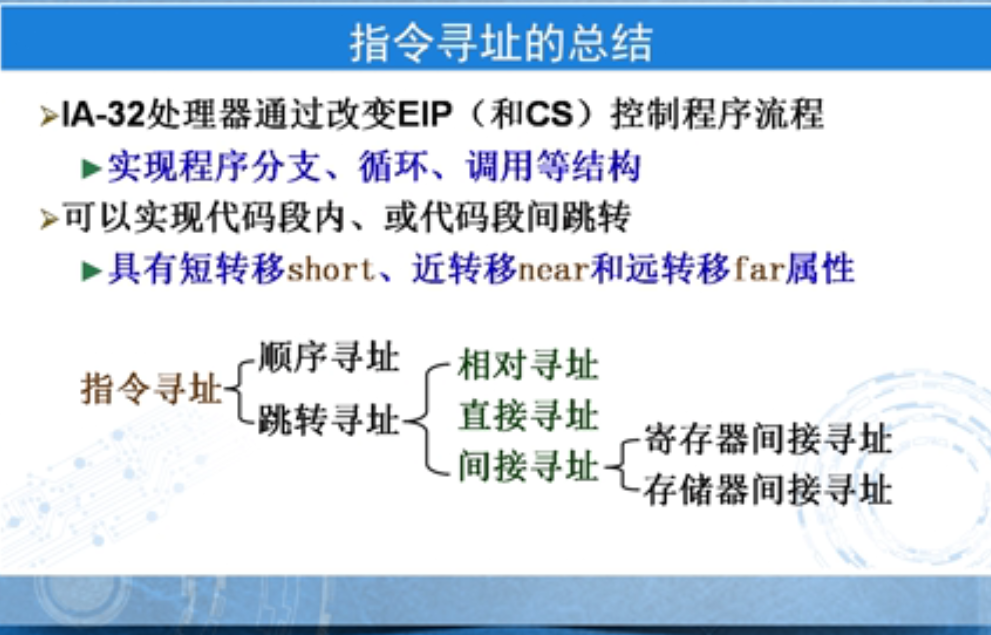 指令寻址的总结
IA-32处理器通过改变EIP（和CS）控制程序流程
实现程序分支、循环、调用等结构
可以实现代码段内、或代码段间跳转
具有短转移short、近转移near和远转移far属性
指令寻址
顺序寻址
跳转寻址
相对寻址
直接寻址
间接寻址
寄存器间接寻址
存储器间接寻址